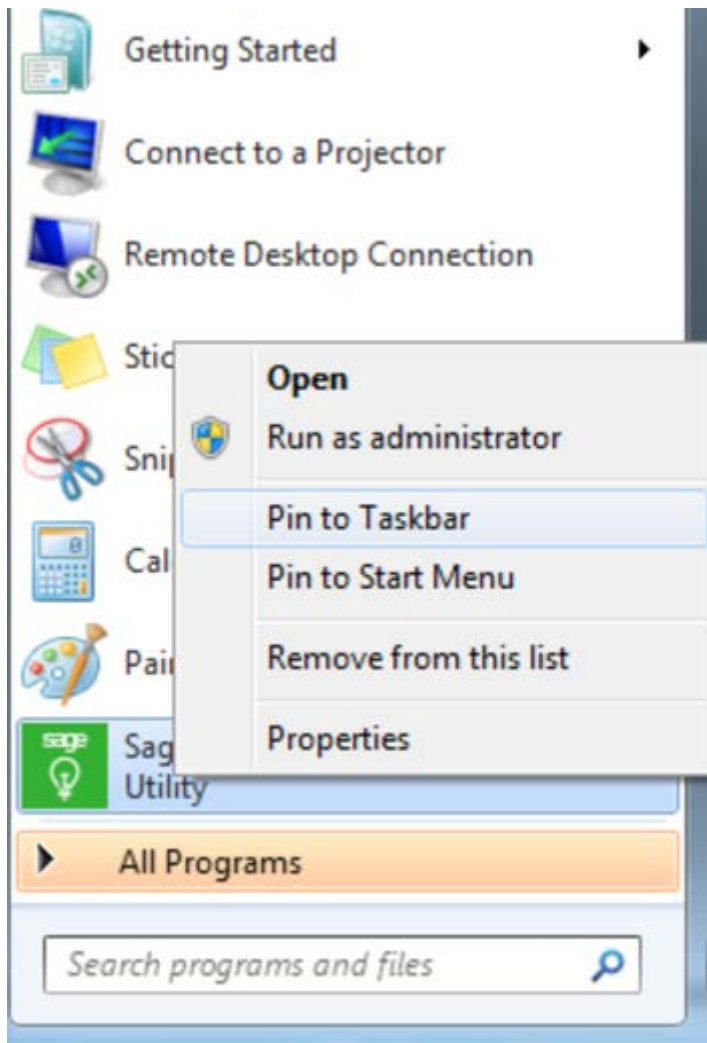 Getting Started
Connect to a Projector
Remote Desktop Connection
Stic
Open
Run as administrator
Snip
Pin to Taskbar
Cal
Pin to Start Menu
Pai
Remove from this list
Properties
sage
Sag
Utility
All Programs
Search programs and files